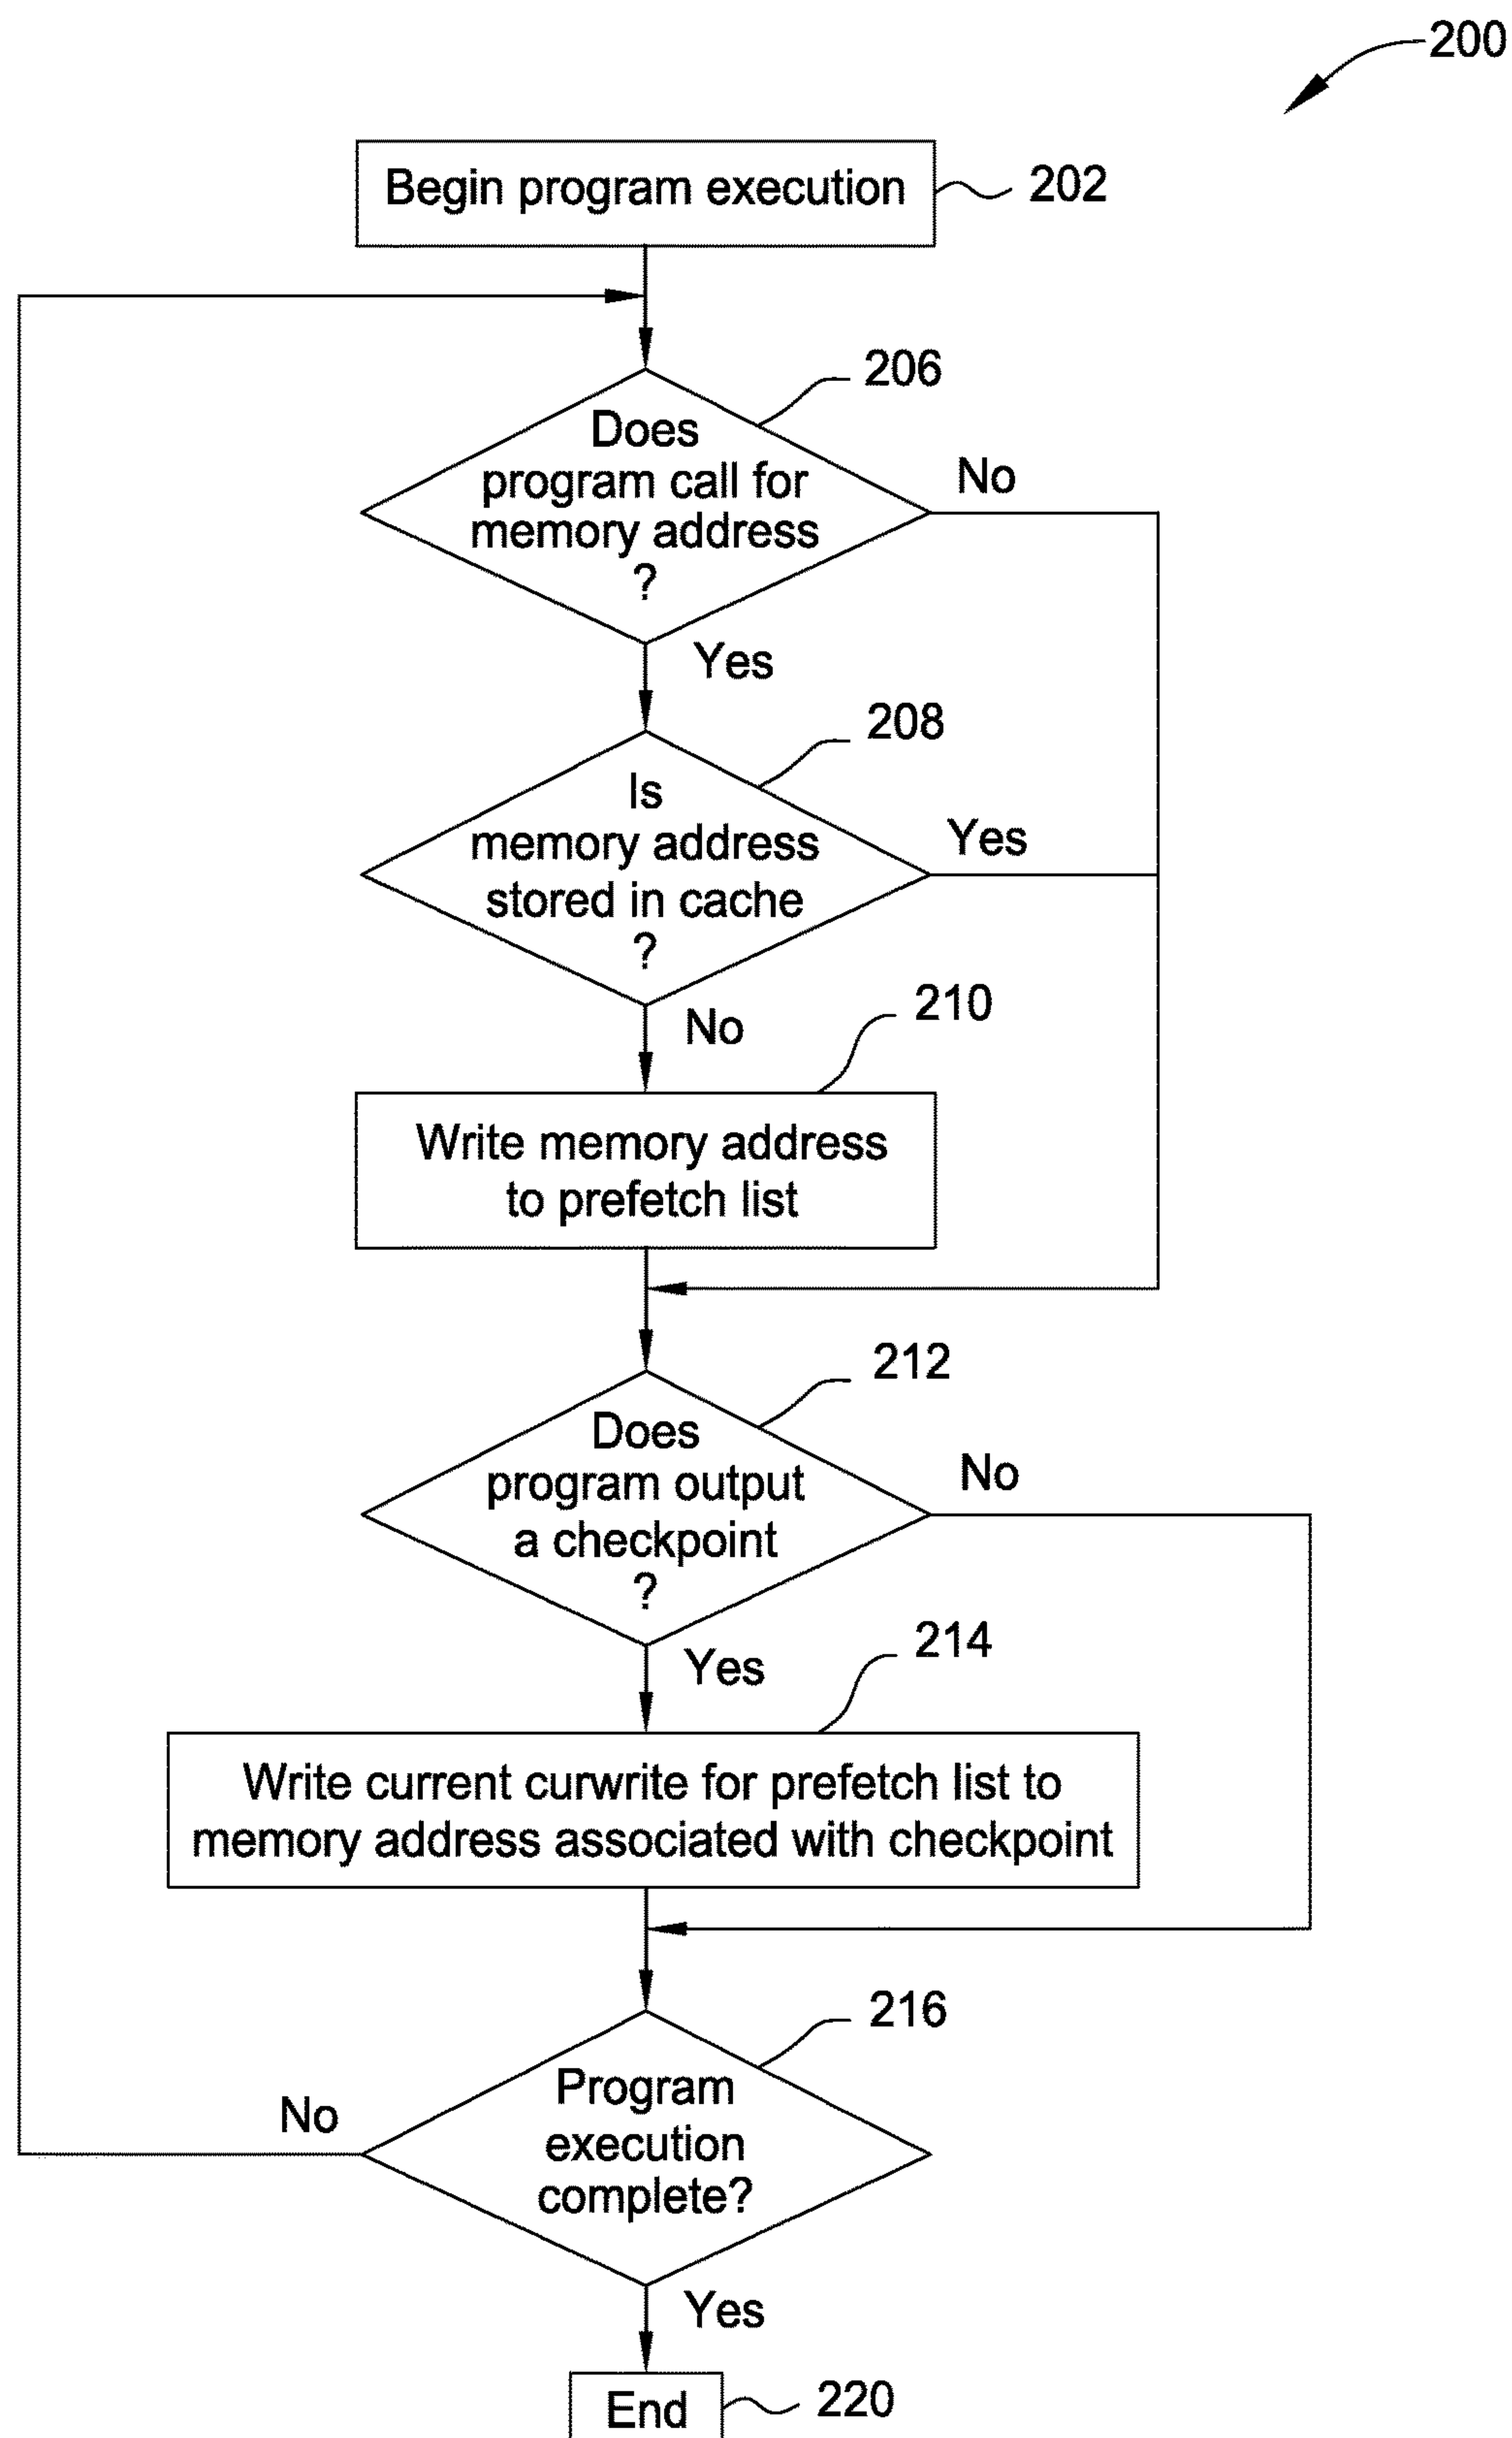 200
Begin program execution
202
206
Does
program call for
memory address
?
No
Yes
208
Is
memory address
stored in cache
?
Yes
No
210
Write memory address
to prefetch list
212
Does
program output
a checkpoint
?
No
Yes
214
Write current curwrite for prefetch list to
memory address associated with checkpoint
216
Program
execution
complete?
No
Yes
End
220